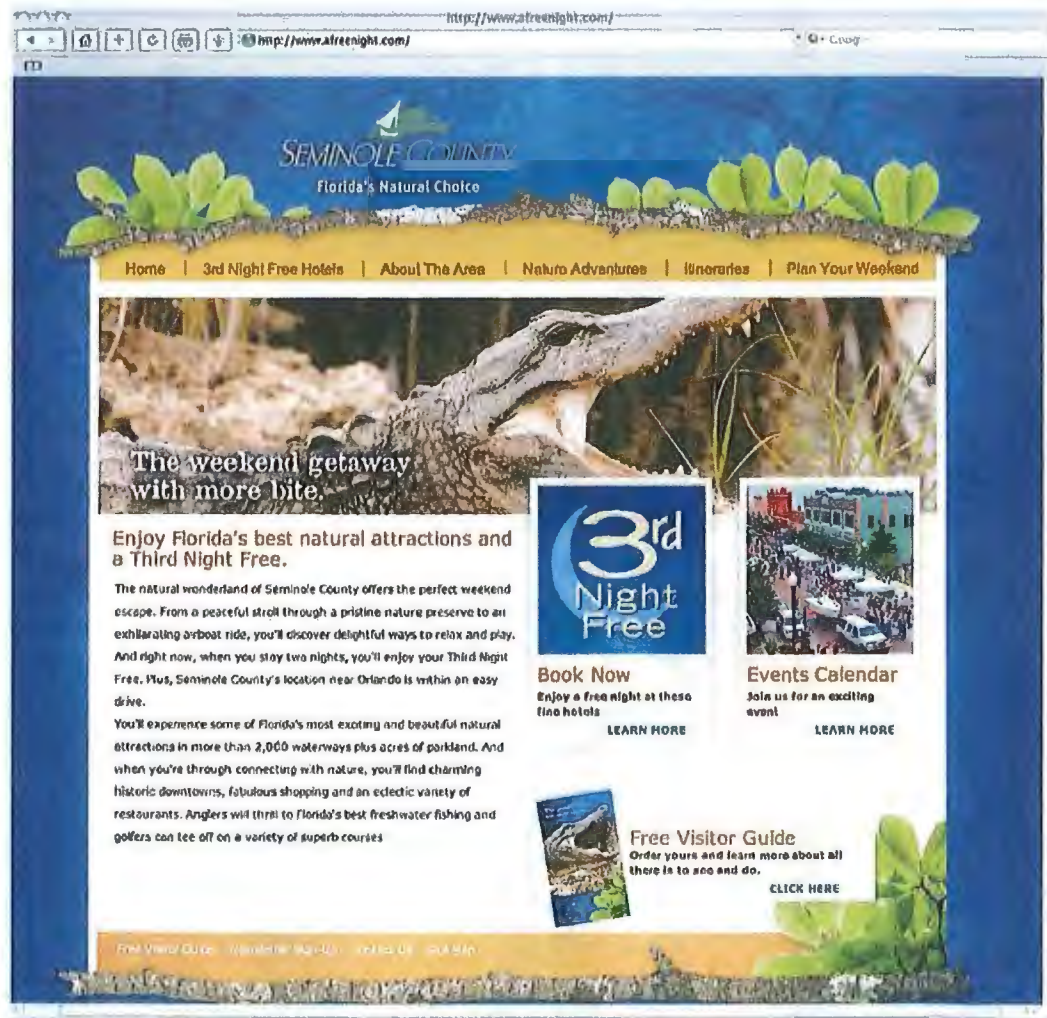 http://www.afreenight.com/
http://www.afreenight.com/
SEMINOLE COUNTY
Florida's Natural Choice
Home | 3rd Night Free Hotels | About The Area | Nature Adventures | Itineraries | Plan Your Weekend
The weekend getaway
with more bite.
Enjoy Florida's best natural attractions and
a Third Night Free.
The natural wonderland of Seminole County offers the perfect weekend
escape. From a peaceful stroll through a pristine nature preserve to an
exhilarating airboat ride, you'll discover delightful ways to relax and play.
And right now, when you stay two nights, you'll enjoy your Third Night
Free. Plus, Seminole County's location near Orlando is within an easy
drive.
You'll experience some of Florida's most exciting and beautiful natural
attractions in more than 2,000 waterways plus acres of parkland. And
when you're through connecting with nature, you'll find charming
historic downtowns, fabulous shopping and an eclectic variety of
restaurants. Anglers will thrill to Florida's best freshwater fishing and
golfers can tee off on a variety of superb courses
3rd
Night
Free
Book Now
Enjoy a free night at these
fine hotels
LEARN MORE
Events Calendar
Join us for an exciting
event
LEARN MORE
Free Visitor Guide
Order yours and learn more about all
there is to see and do.
CLICK HERE
Free Visitor Guide